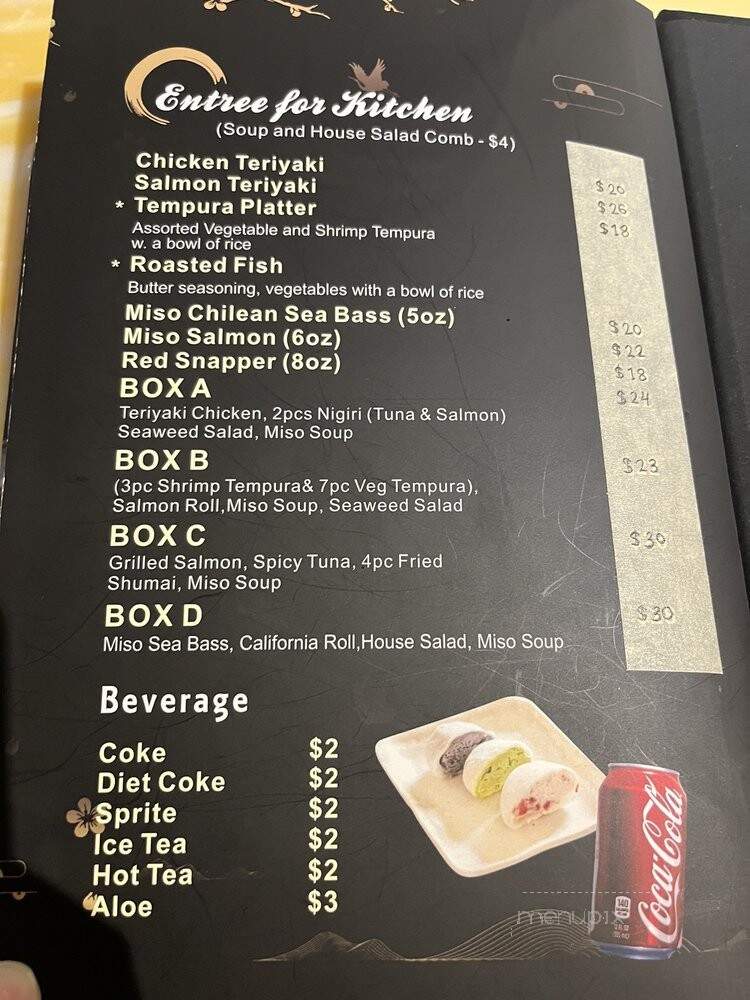 Entree for Kitchen
(Soup and House Salad Comb - $4)
Chicken Teriyaki $20
Salmon Teriyaki $26
* Tempura Platter $18
Assorted Vegetable and Shrimp Tempura
w. a bowl of rice
* Roasted Fish
Butter seasoning, vegetables with a bowl of rice
Miso Chilean Sea Bass (5oz) $20
Miso Salmon (6oz) $22
Red Snapper (8oz) $18
BOX A $24
Teriyaki Chicken, 2pcs Nigiri (Tuna & Salmon)
Seaweed Salad, Miso Soup
BOX B $23
(3pc Shrimp Tempura& 7pc Veg Tempura),
Salmon Roll,Miso Soup, Seaweed Salad
BOX C $30
Grilled Salmon, Spicy Tuna, 4pc Fried
Shumai, Miso Soup
BOX D $30
Miso Sea Bass, California Roll,House Salad, Miso Soup
Beverage
Coke $2
Diet Coke $2
Sprite $2
Ice Tea $2
Hot Tea $2
Aloe $3
Coca-Cola
140
menupix